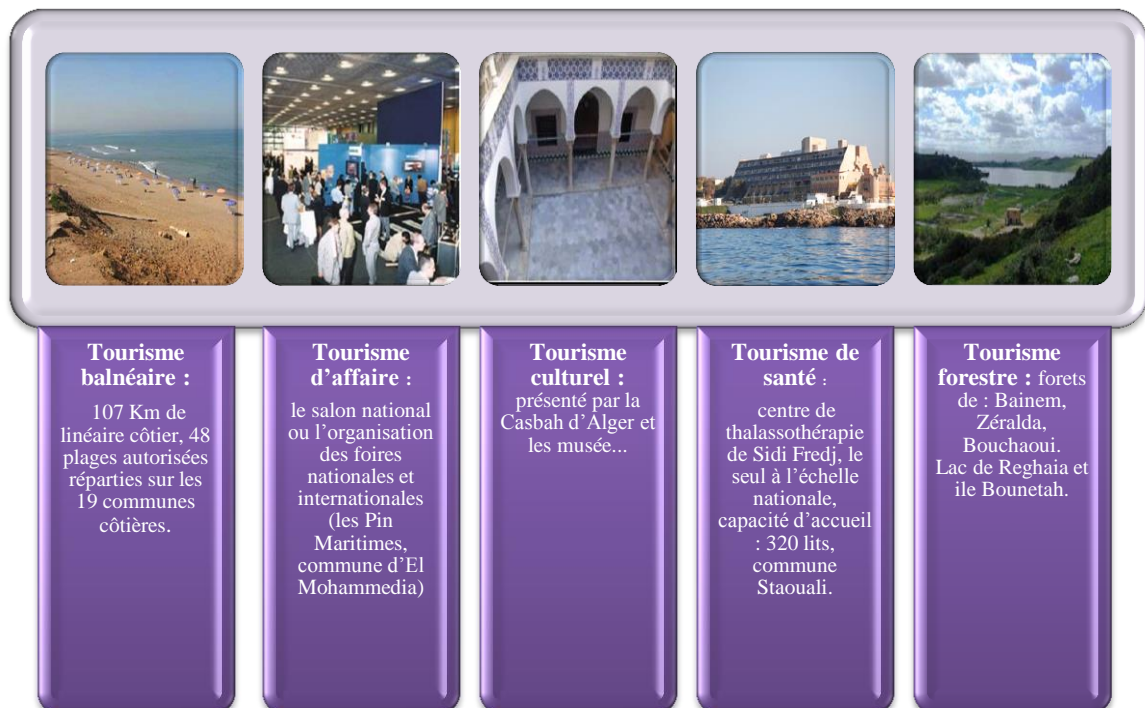 Tourisme
balnéaire :
107 Km de
linéaire côtier, 48
plages autorisées
réparties sur les
19 communes
côtières.
Tourisme
d’affaire :
le salon national
ou l’organisation
des foires
nationales et
internationales
(les Pin
Maritimes,
commune d’El
Mohammedia)
Tourisme
culturel :
présenté par la
Casbah d’Alger et
les musée...
Tourisme de
santé :
centre de
thalassothérapie
de Sidi Fredj, le
seul à l’échelle
nationale,
capacité d’accueil
: 320 lits,
commune
Staouali.
Tourisme
forestre : forets
de : Bainem,
Zéralda,
Bouchaoui.
Lac de Reghaia et
ile Bounetah.